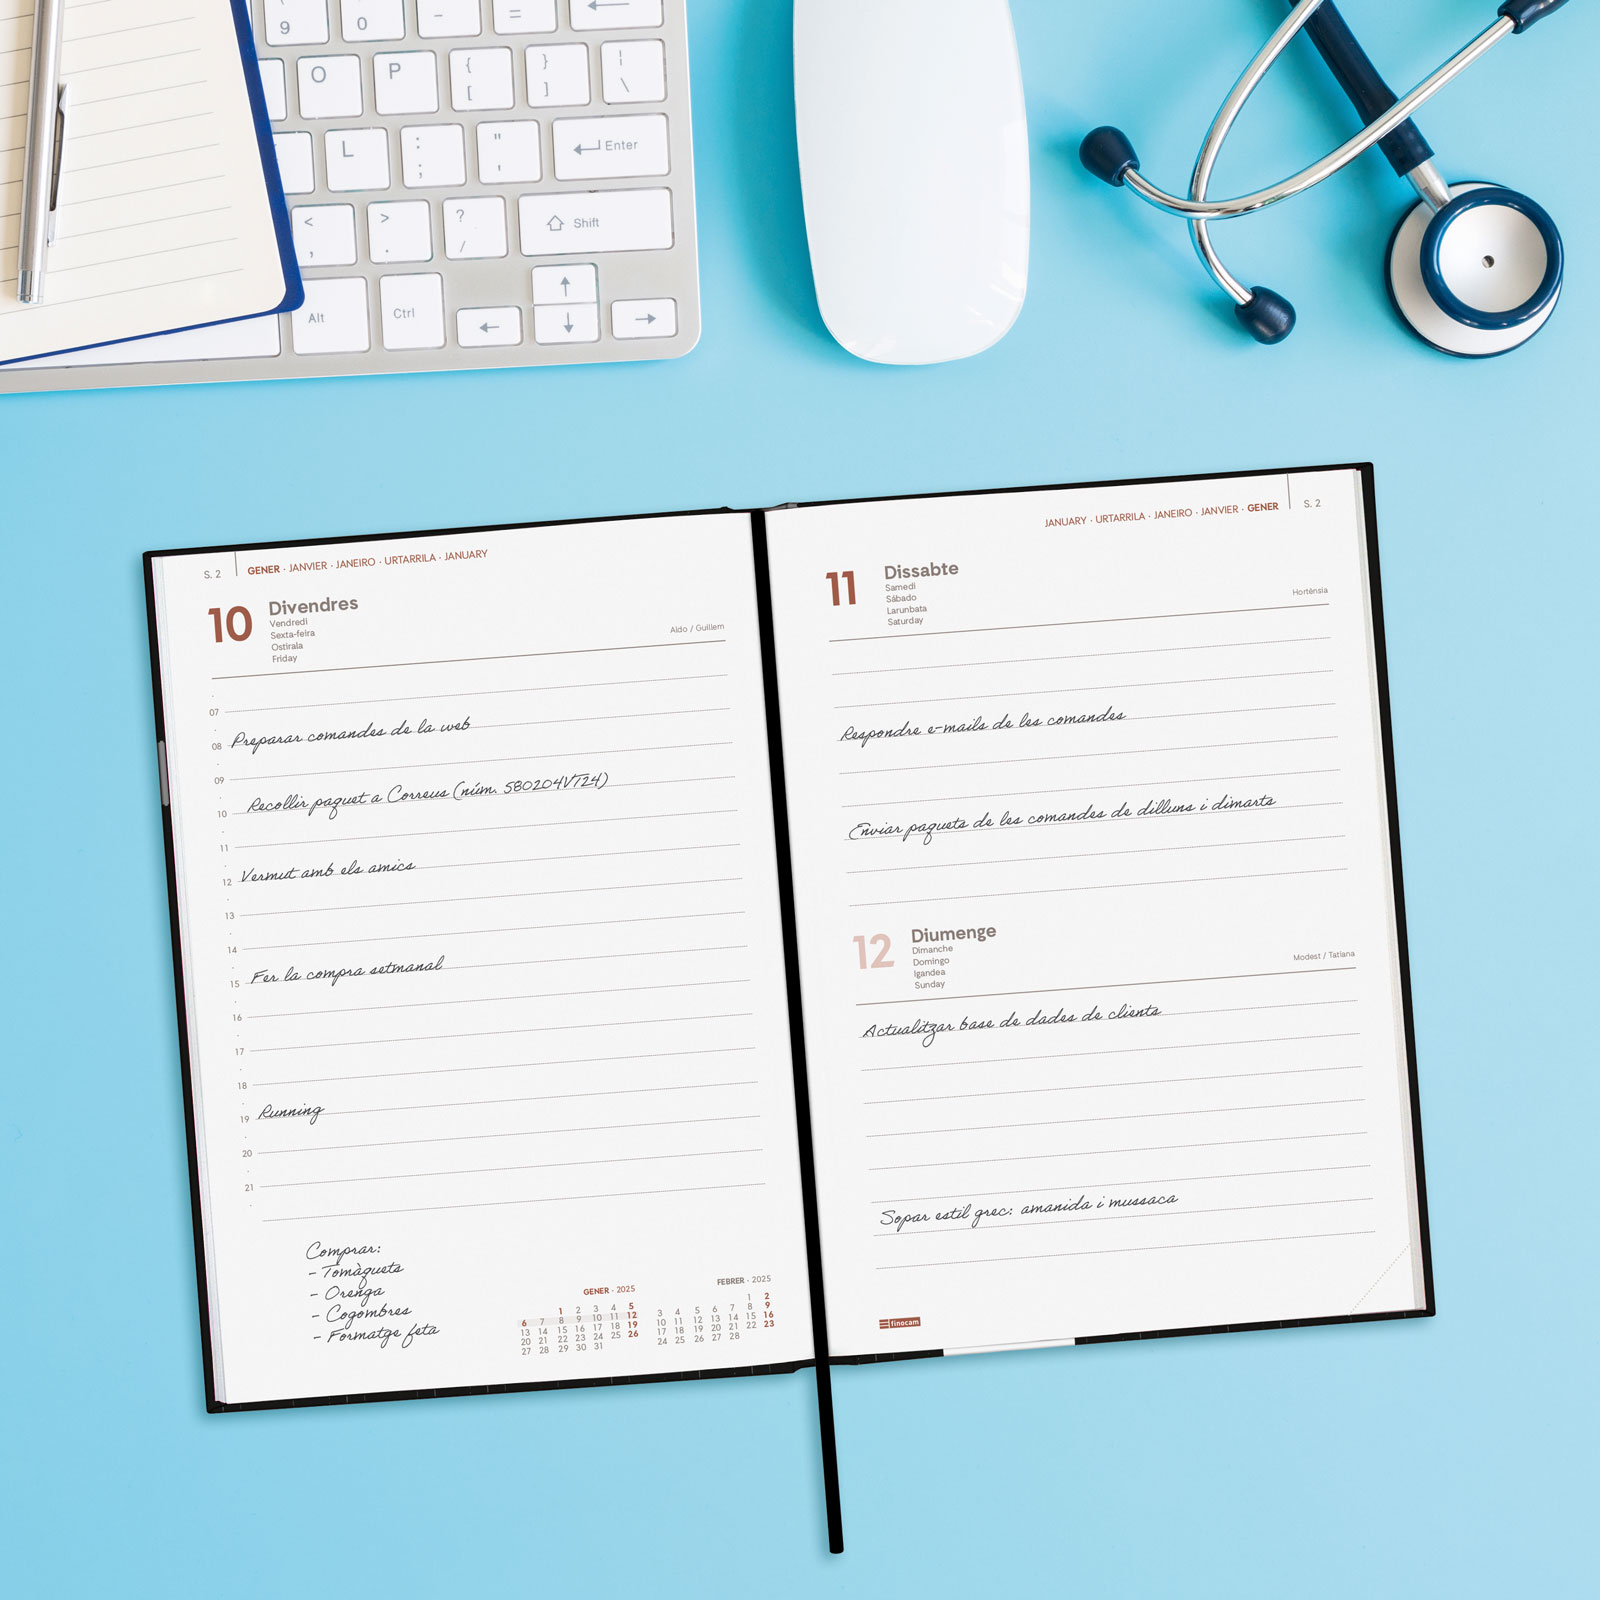 9
0
-
=
O
P
{
[
}
]
¦
\
L
:
;
"
,
Enter
<
,
>
.
?
/
Shift
Alt
Ctrl
S. 2
GENER · JANVIER · JANEIRO · URTARRILA · JANUARY
10
Divendres
Vendredi
Sexta-feira
Ostirala
Friday
Aldo / Guillem
07
08 Preparar comandes de la web
09
10 Recollir paquet a Correus (núm. 580204VT24)
11
12 Vermut amb els amics
13
14
15 Fer la compra setmanal
16
17
18
19 Running
20
21
Comprar:
- Tomàquets
- Orenga
- Cogombres
- Formatge feta
GENER · 2025
1 2 3 4 5
6 7 8 9 10 11 12
13 14 15 16 17 18 19
20 21 22 23 24 25 26
27 28 29 30 31
FEBRER · 2025
1 2
3 4 5 6 7 8 9
10 11 12 13 14 15 16
17 18 19 20 21 22 23
24 25 26 27 28
JANUARY · URTARRILA · JANEIRO · JANVIER · GENER
S. 2
11
Dissabte
Samedi
Sábado
Larunbata
Saturday
Hortènsia
Respondre e-mails de les comandes
Enviar paquets de les comandes de dilluns i dimarts
12
Diumenge
Dimanche
Domingo
Igandea
Sunday
Modest / Tatiana
Actualitzar base de dades de clients
Sopar estil grec: amanida i mussaca
finocam